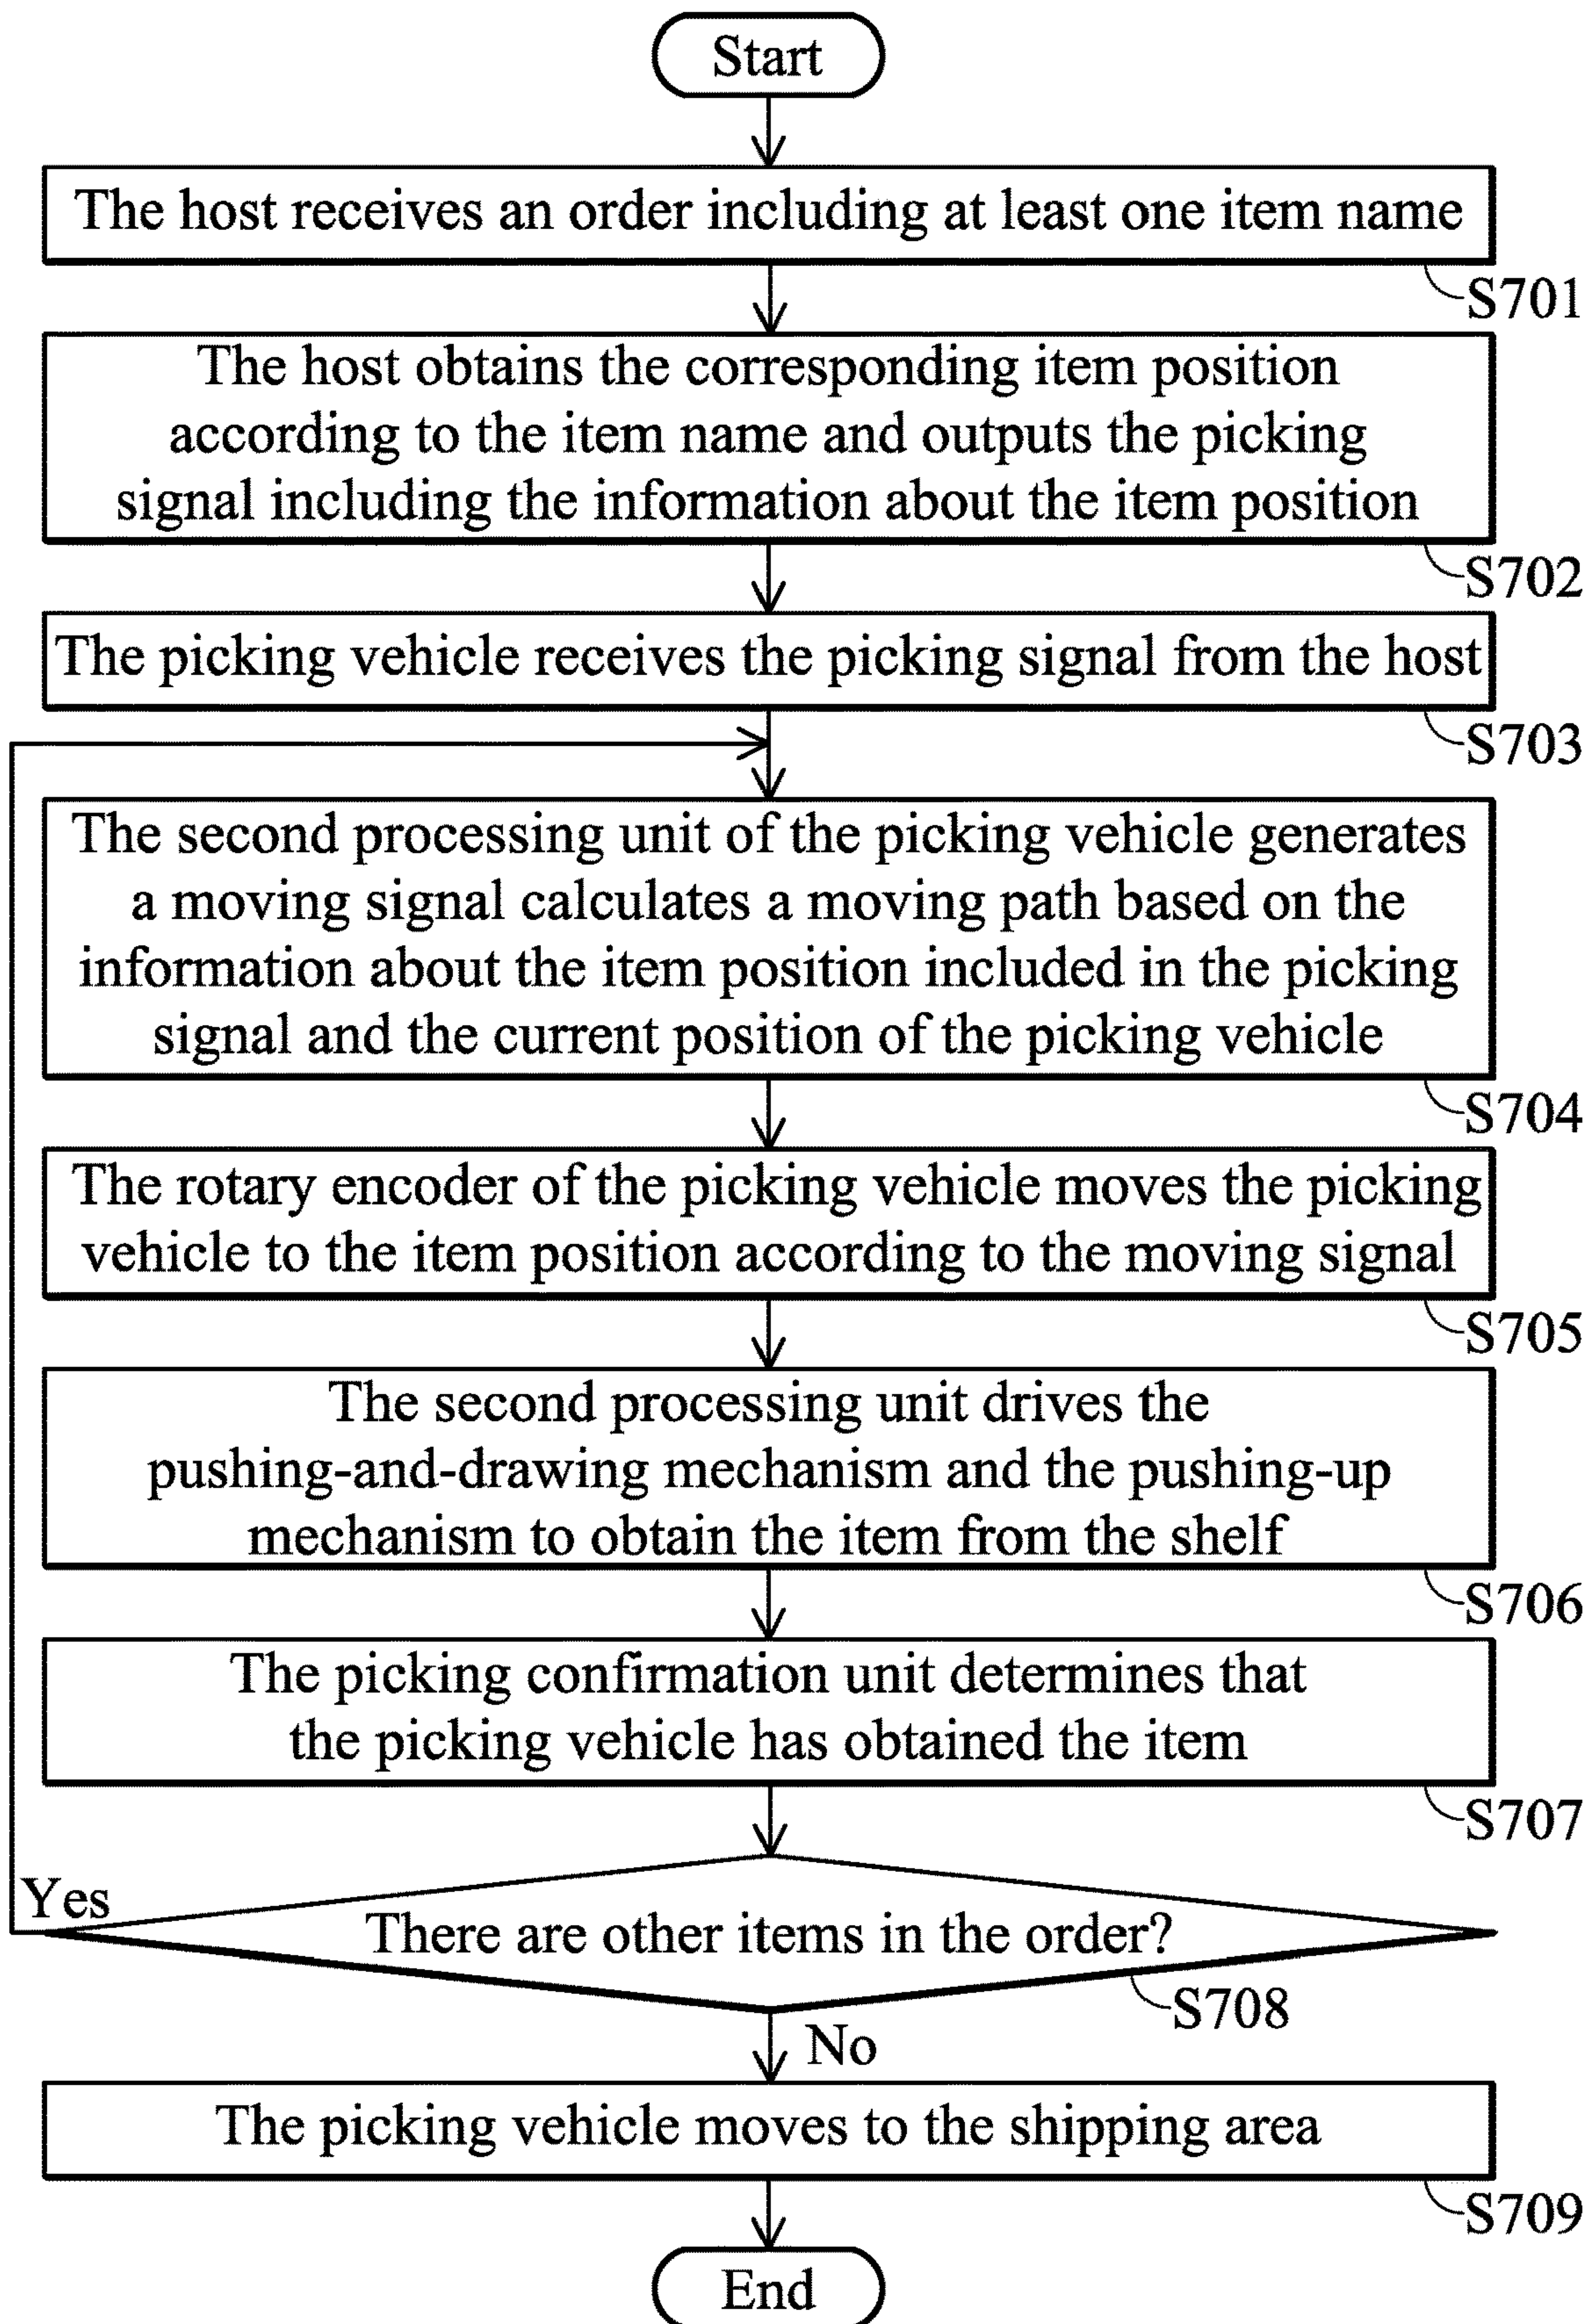 Start
The host receives an order including at least one item name
S701
The host obtains the corresponding item position
according to the item name and outputs the picking
signal including the information about the item position
S702
The picking vehicle receives the picking signal from the host
S703
The second processing unit of the picking vehicle generates
a moving signal calculates a moving path based on the
information about the item position included in the picking
signal and the current position of the picking vehicle
S704
The rotary encoder of the picking vehicle moves the picking
vehicle to the item position according to the moving signal
S705
The second processing unit drives the
pushing-and-drawing mechanism and the pushing-up
mechanism to obtain the item from the shelf
S706
The picking confirmation unit determines that
the picking vehicle has obtained the item
S707
Yes
There are other items in the order?
S708
No
The picking vehicle moves to the shipping area
S709
End